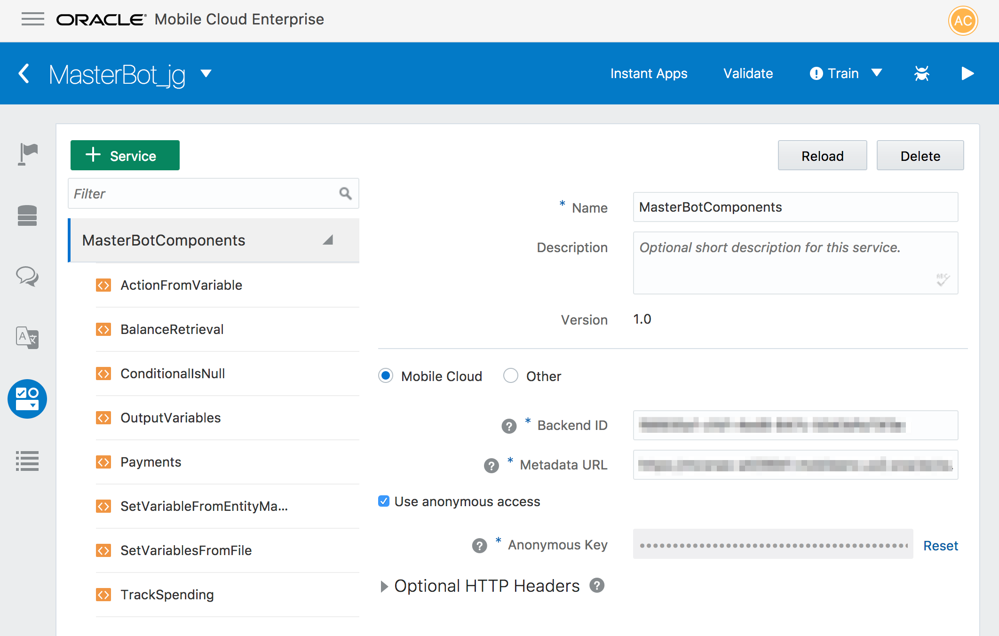 ORACLE® Mobile Cloud Enterprise
AC
MasterBot_jg
Instant Apps
Validate
Train
Service
Reload
Delete
Filter
MasterBotComponents
ActionFromVariable
BalanceRetrieval
ConditionalIsNull
OutputVariables
Payments
SetVariableFromEntityMa...
SetVariablesFromFile
TrackSpending
* Name
MasterBotComponents
Description
Optional short description for this service.
ABC
Version
1.0
Mobile Cloud
Other
? * Backend ID
? * Metadata URL
Use anonymous access
? * Anonymous Key
Reset
Optional HTTP Headers ?